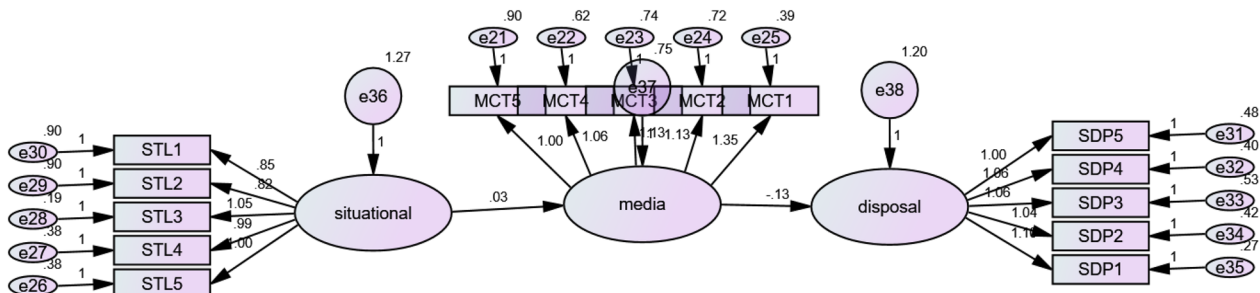 .90 .62 .74 .72 .39
e21 e22 e23 e24 e25
1 1 1 1 1
.75
e37
MCT5 MCT4 MCT3 MCT2 MCT1
1.00 1.06 1.13 1 1.13 1.35
1.27
e36
1
1.20
e38
1
.90
e30 1 STL1 .85
.90
e29 1 STL2 .82
.19
e28 1 STL3 1.05
.38
e27 1 STL4 .99
.38
e26 1 STL5 1.00
situational .03 media -.13 disposal
.48
1.00 SDP5 1 e31
.40
1.06 SDP4 1 e32
.53
1.06 SDP3 1 e33
.42
1.04 SDP2 1 e34
.27
SDP1 1 e35